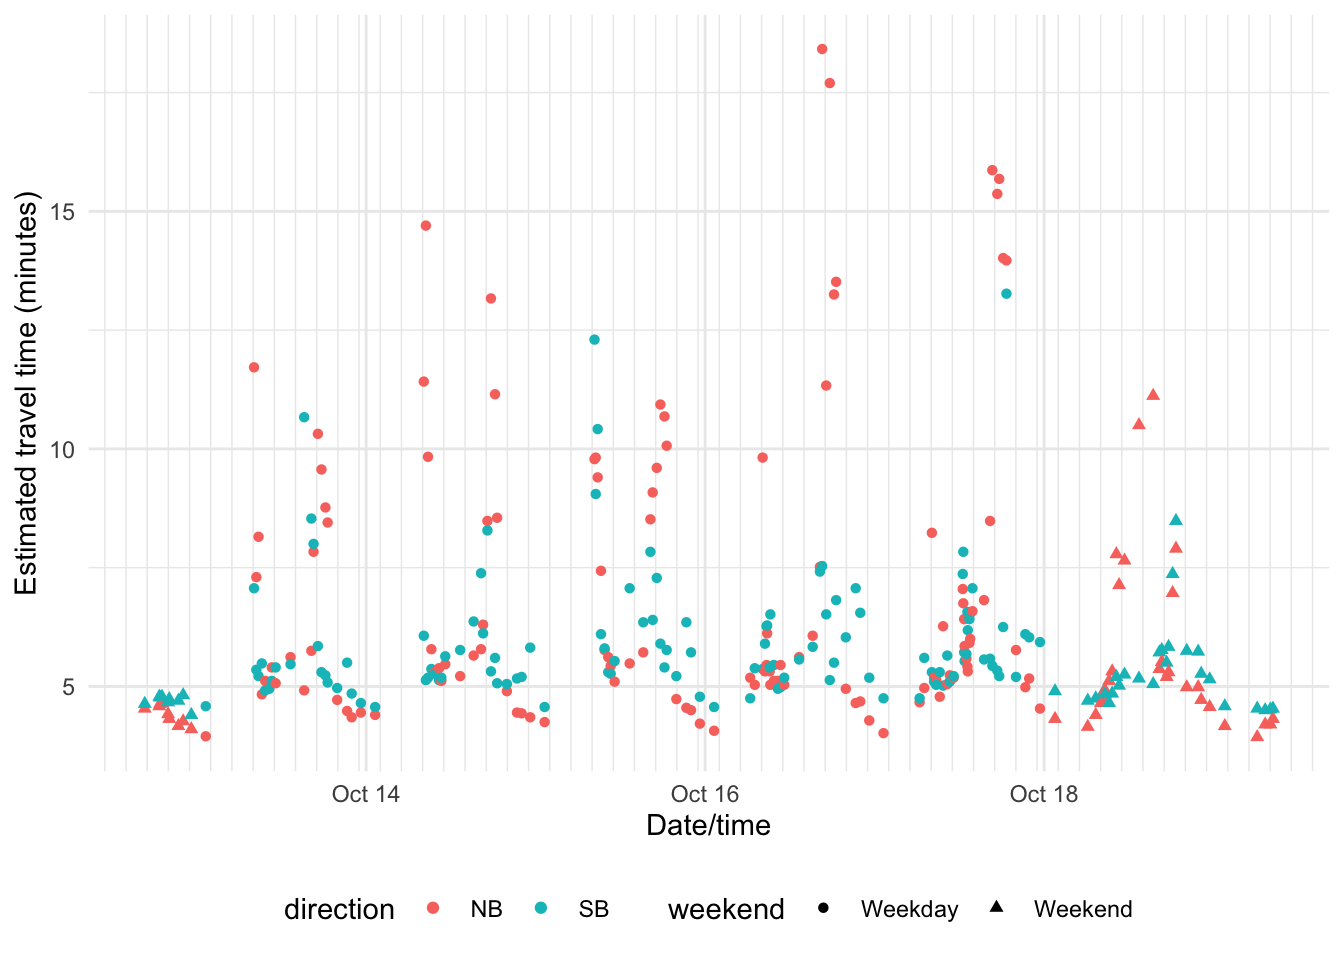 Estimated travel time (minutes)
15
10
5
Oct 14 Oct 16 Oct 18
Date/time
direction NB SB weekend Weekday Weekend